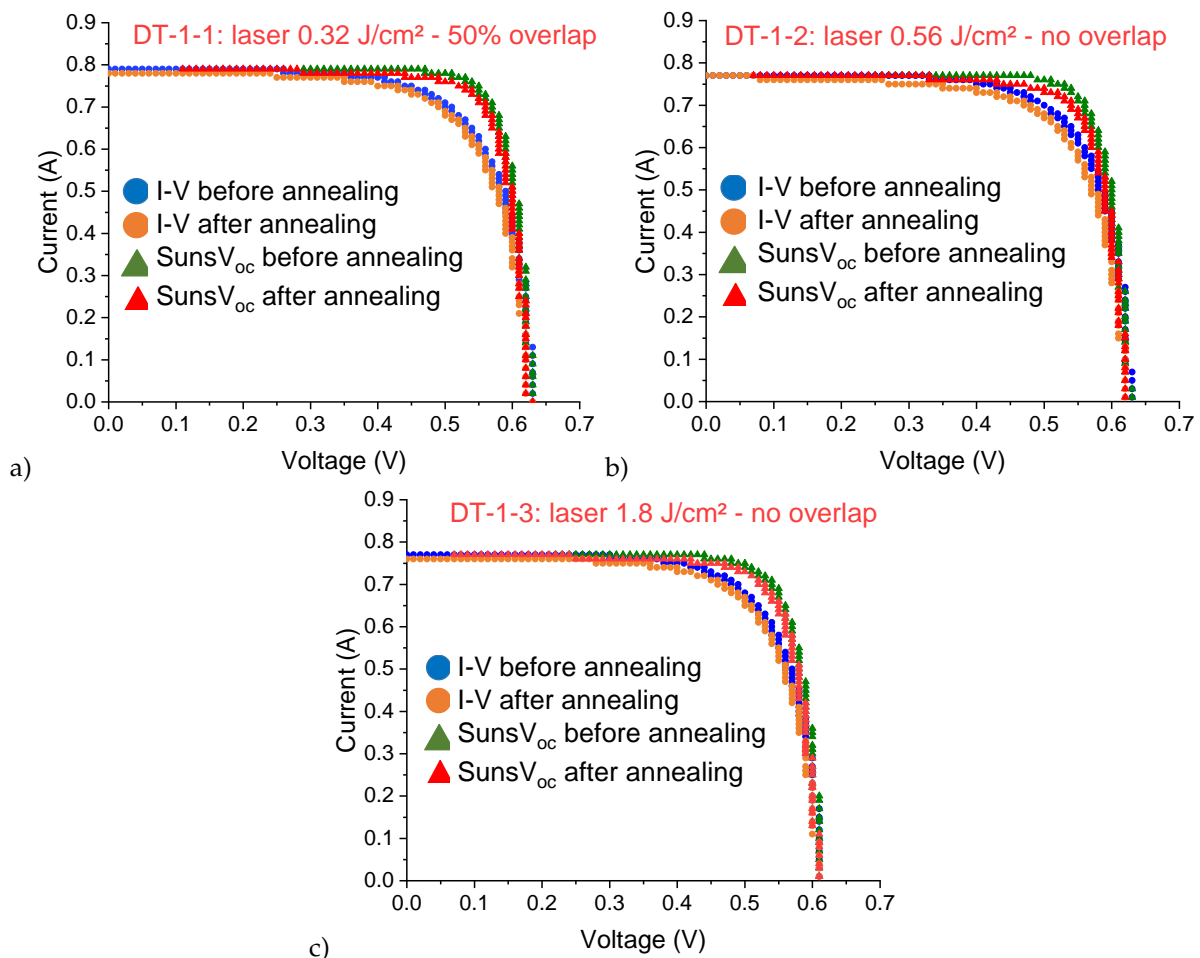 DT-1-1: laser 0.32 J/cm² - 50% overlap
0.9
0.8
0.7
0.6
0.5
0.4
0.3
0.2
0.1
0.0
Current (A)
I-V before annealing
I-V after annealing
SunsVoc before annealing
SunsVoc after annealing
0.0 0.1 0.2 0.3 0.4 0.5 0.6 0.7
Voltage (V)
a)
DT-1-2: laser 0.56 J/cm² - no overlap
0.9
0.8
0.7
0.6
0.5
0.4
0.3
0.2
0.1
0.0
Current (A)
I-V before annealing
I-V after annealing
SunsVoc before annealing
SunsVoc after annealing
0.0 0.1 0.2 0.3 0.4 0.5 0.6 0.7
Voltage (V)
b)
DT-1-3: laser 1.8 J/cm² - no overlap
0.9
0.8
0.7
0.6
0.5
0.4
0.3
0.2
0.1
0.0
Current (A)
I-V before annealing
I-V after annealing
SunsVoc before annealing
SunsVoc after annealing
0.0 0.1 0.2 0.3 0.4 0.5 0.6 0.7
Voltage (V)
c)